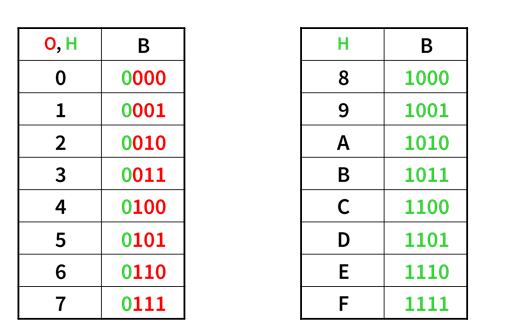 O, H B
0 0000
1 0001
2 0010
3 0011
4 0100
5 0101
6 0110
7 0111
H B
8 1000
9 1001
A 1010
B 1011
C 1100
D 1101
E 1110
F 1111